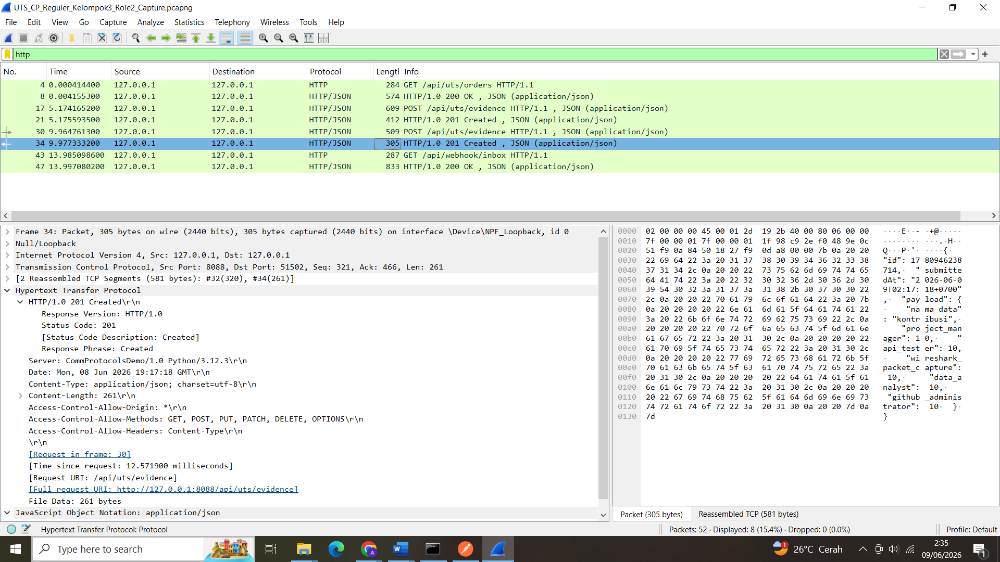 UTS_CP_Reguler_Kelompok3_Role2_Capture.pcapng
File Edit View Go Capture Analyze Statistics Telephony Wireless Tools Help
http
No. Time Source Destination Protocol Lengtl Info
4 0.000414400 127.0.0.1 127.0.0.1 HTTP 284 GET /api/uts/orders HTTP/1.1
8 0.004155300 127.0.0.1 127.0.0.1 HTTP/JSON 574 HTTP/1.0 200 OK , JSON (application/json)
17 5.174165200 127.0.0.1 127.0.0.1 HTTP/JSON 609 POST /api/uts/evidence HTTP/1.1 , JSON (application/json)
21 5.175593500 127.0.0.1 127.0.0.1 HTTP/JSON 412 HTTP/1.0 201 Created , JSON (application/json)
30 9.964761300 127.0.0.1 127.0.0.1 HTTP/JSON 509 POST /api/uts/evidence HTTP/1.1 , JSON (application/json)
34 9.977333200 127.0.0.1 127.0.0.1 HTTP/JSON 305 HTTP/1.0 201 Created , JSON (application/json)
43 13.985098600 127.0.0.1 127.0.0.1 HTTP 287 GET /api/webhook/inbox HTTP/1.1
47 13.997080200 127.0.0.1 127.0.0.1 HTTP/JSON 833 HTTP/1.0 200 OK , JSON (application/json)
Frame 34: Packet, 305 bytes on wire (2440 bits), 305 bytes captured (2440 bits) on interface \Device\NPF_Loopback, id 0
Null/Loopback
Internet Protocol Version 4, Src: 127.0.0.1, Dst: 127.0.0.1
Transmission Control Protocol, Src Port: 8088, Dst Port: 51502, Seq: 321, Ack: 466, Len: 261
[2 Reassembled TCP Segments (581 bytes): #32(320), #34(261)]
Hypertext Transfer Protocol
HTTP/1.0 201 Created\r\n
Response Version: HTTP/1.0
Status Code: 201
[Status Code Description: Created]
Response Phrase: Created
Server: CommProtocolsDemo/1.0 Python/3.12.3\r\n
Date: Mon, 08 Jun 2026 19:17:18 GMT\r\n
Content-Type: application/json; charset=utf-8\r\n
Content-Length: 261\r\n
Access-Control-Allow-Origin: *\r\n
Access-Control-Allow-Methods: GET, POST, PUT, PATCH, DELETE, OPTIONS\r\n
Access-Control-Allow-Headers: Content-Type\r\n
\r\n
[Request in frame: 30]
[Time since request: 12.571900 milliseconds]
[Request URI: /api/uts/evidence]
[Full request URI: http://127.0.0.1:8088/api/uts/evidence]
File Data: 261 bytes
JavaScript Object Notation: application/json
0000 02 00 00 00 45 00 01 2d 19 2b 40 00 80 06 00 00 ····E··- ·+@·····
0010 7f 00 00 01 7f 00 00 01 1f 98 c9 2e f0 48 9e 0c ········ ···.·H··
0020 51 f9 0a 84 50 18 27 f9 0d a8 00 00 7b 0a 20 20 Q···P·'· ····{·
0030 22 69 64 22 3a 20 31 37 38 30 39 34 36 32 33 38 "id": 17 80946238
0040 37 31 34 2c 0a 20 20 22 73 75 62 6d 69 74 74 65 714,· " submitte
0050 64 41 74 22 3a 20 22 32 30 32 36 2d 30 36 2d 30 dAt": "2 026-06-0
0060 39 54 30 32 3a 31 37 3a 31 38 2b 30 37 30 30 22 9T02:17: 18+0700"
0070 2c 0a 20 20 22 70 61 79 6c 6f 61 64 22 3a 20 7b ,· "pay load": {
0080 0a 20 20 20 20 22 6e 61 6d 61 5f 64 61 74 61 22 · "na ma_data"
0090 3a 20 22 6b 6f 6e 74 72 69 62 75 73 69 22 2c 0a : "kontr ibusi",·
00a0 20 20 20 20 22 70 72 6f 6a 65 63 74 5f 6d 61 6e "pro ject_man
00b0 61 67 65 72 22 3a 20 31 30 2c 0a 20 20 20 20 22 ager": 1 0,· "
00c0 61 70 69 5f 74 65 73 74 65 72 22 3a 20 31 30 2c api_test er": 10,
00d0 0a 20 20 20 20 22 77 69 72 65 73 68 61 72 6b 5f · "wi reshark_
00e0 70 61 63 6b 65 74 5f 63 61 70 74 75 72 65 22 3a packet_c apture":
00f0 20 31 30 2c 0a 20 20 20 20 22 64 61 74 61 5f 61 10,· "data_a
0100 6e 61 6c 79 73 74 22 3a 20 31 30 2c 0a 20 20 20 nalyst": 10,·
0110 20 22 67 69 74 68 75 62 5f 61 64 6d 69 6e 69 73 "github _adminis
0120 74 72 61 74 6f 72 22 3a 20 31 30 0a 20 20 7d 0a trator": 10· }·
0130 7d }
Packet (305 bytes) Reassembled TCP (581 bytes)
Hypertext Transfer Protocol: Protocol
Packets: 52 · Displayed: 8 (15.4%) · Dropped: 0 (0.0%)
Profile: Default
Type here to search
1
26°C Cerah
2:35
09/06/2026
1